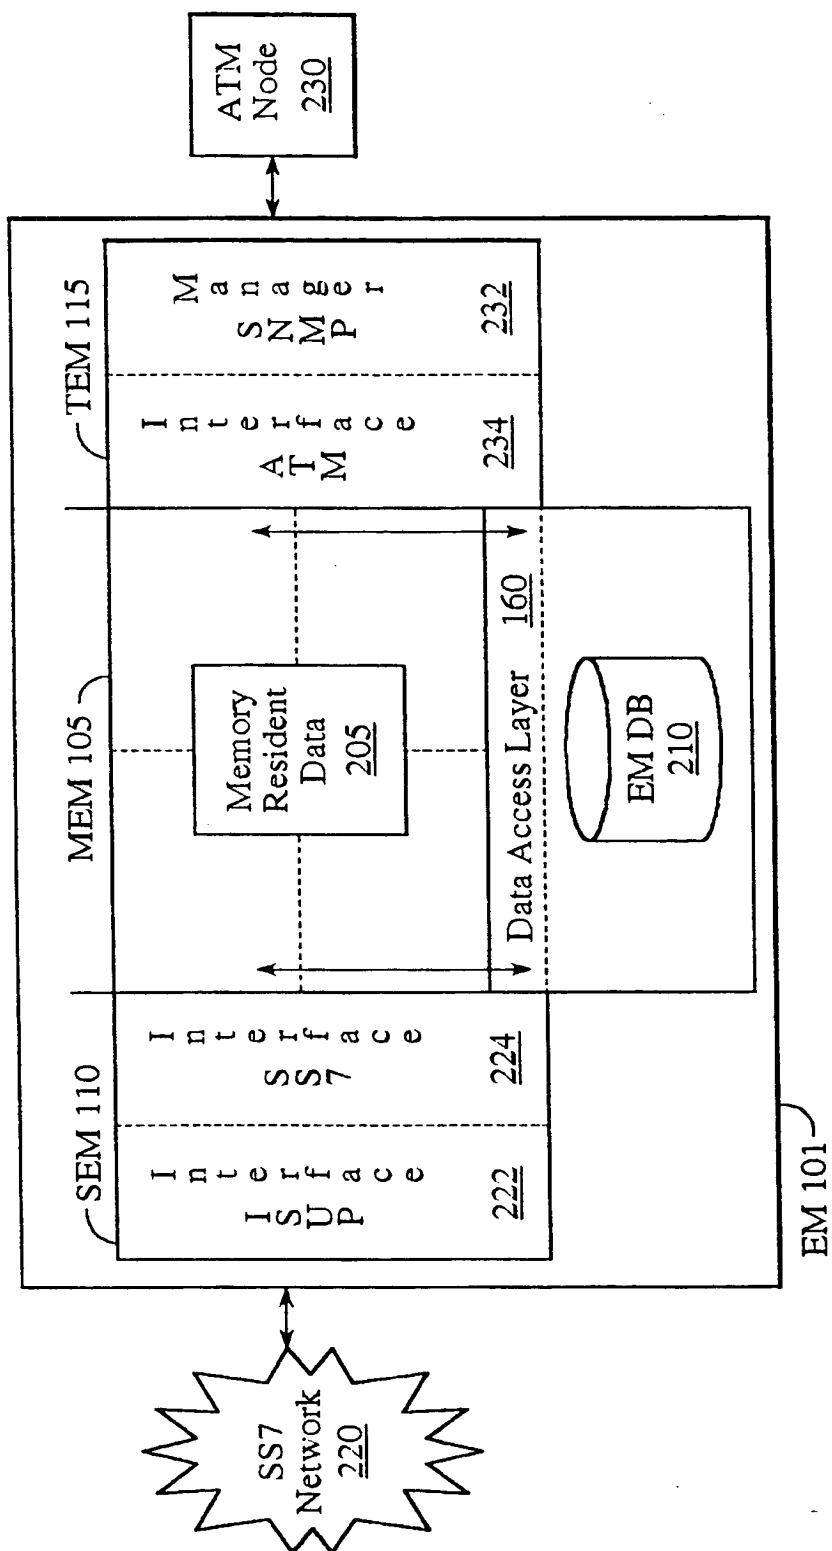 SS7
Network
220
SEM 110
ISUP
Interface
222
SS7
Interface
224
MEM 105
Memory
Resident
Data
205
Data Access Layer 160
EM DB
210
TEM 115
ATM
Interface
234
SNMP
Manager
232
ATM
Node
230
EM 101